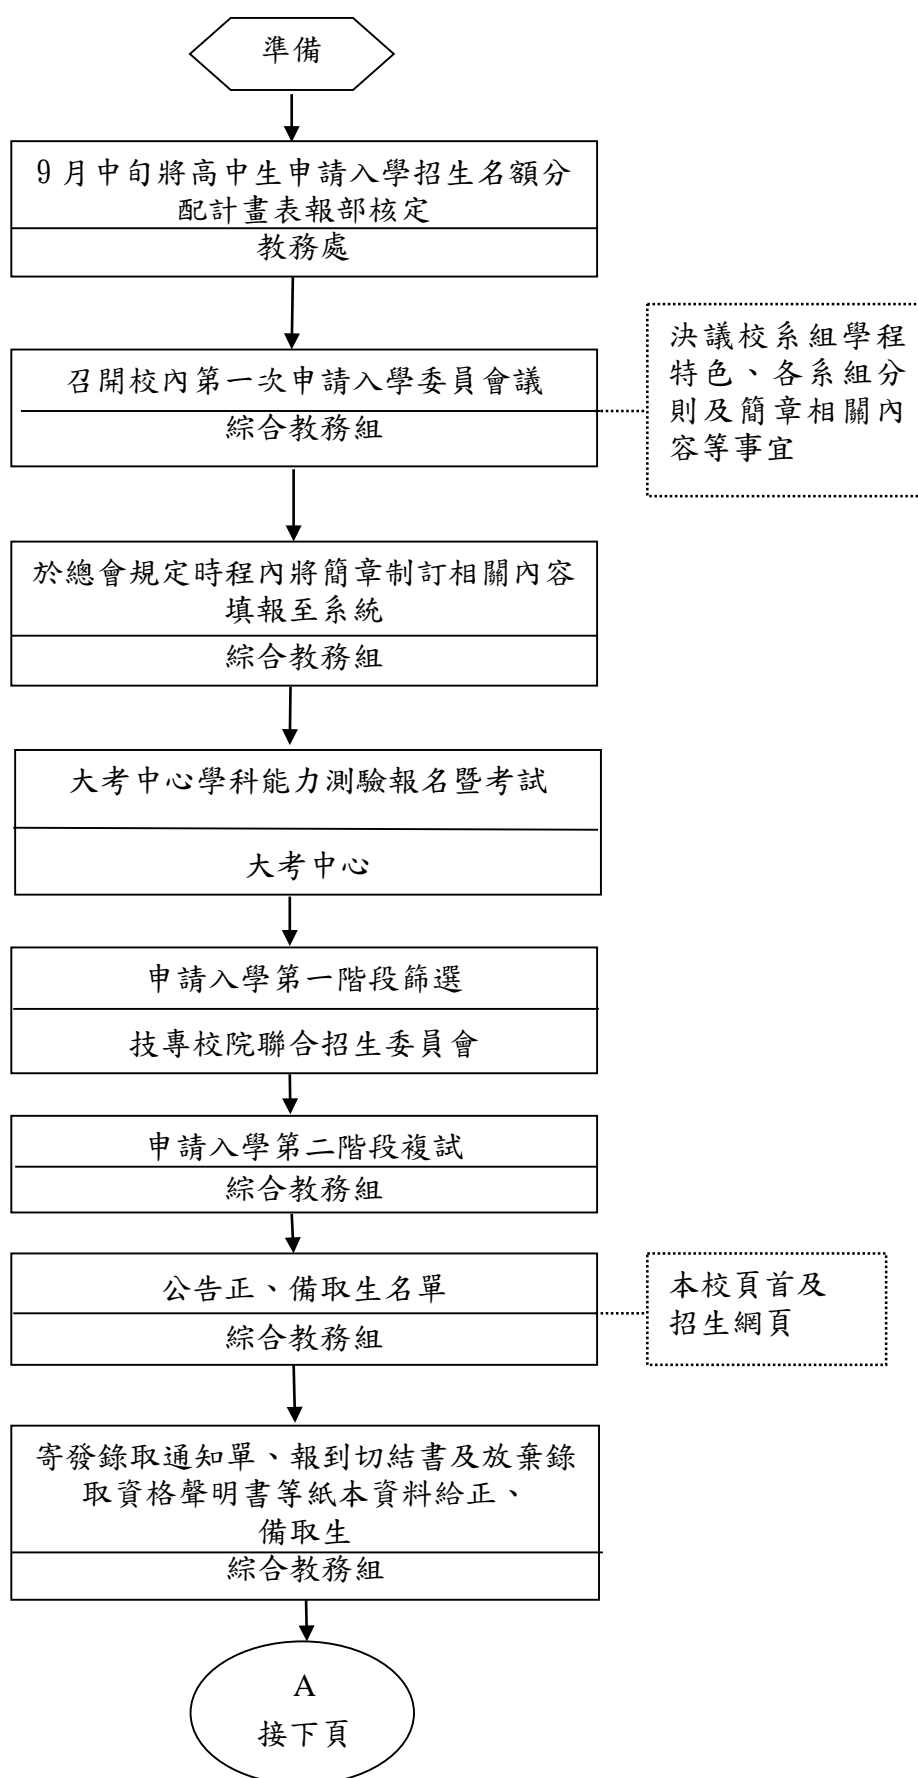 準備
9月中旬將高中生申請入學招生名額分
配計畫表報部核定
教務處
召開校內第一次申請入學委員會議
綜合教務組
決議校系組學程
特色、各系組分
則及簡章相關內
容等事宜
於總會規定時程內將簡章制訂相關內容
填報至系統
綜合教務組
大考中心學科能力測驗報名暨考試
大考中心
申請入學第一階段篩選
技專校院聯合招生委員會
申請入學第二階段複試
綜合教務組
公告正、備取生名單
綜合教務組
本校頁首及
招生網頁
寄發錄取通知單、報到切結書及放棄錄
取資格聲明書等紙本資料給正、
備取生
綜合教務組
A
接下頁